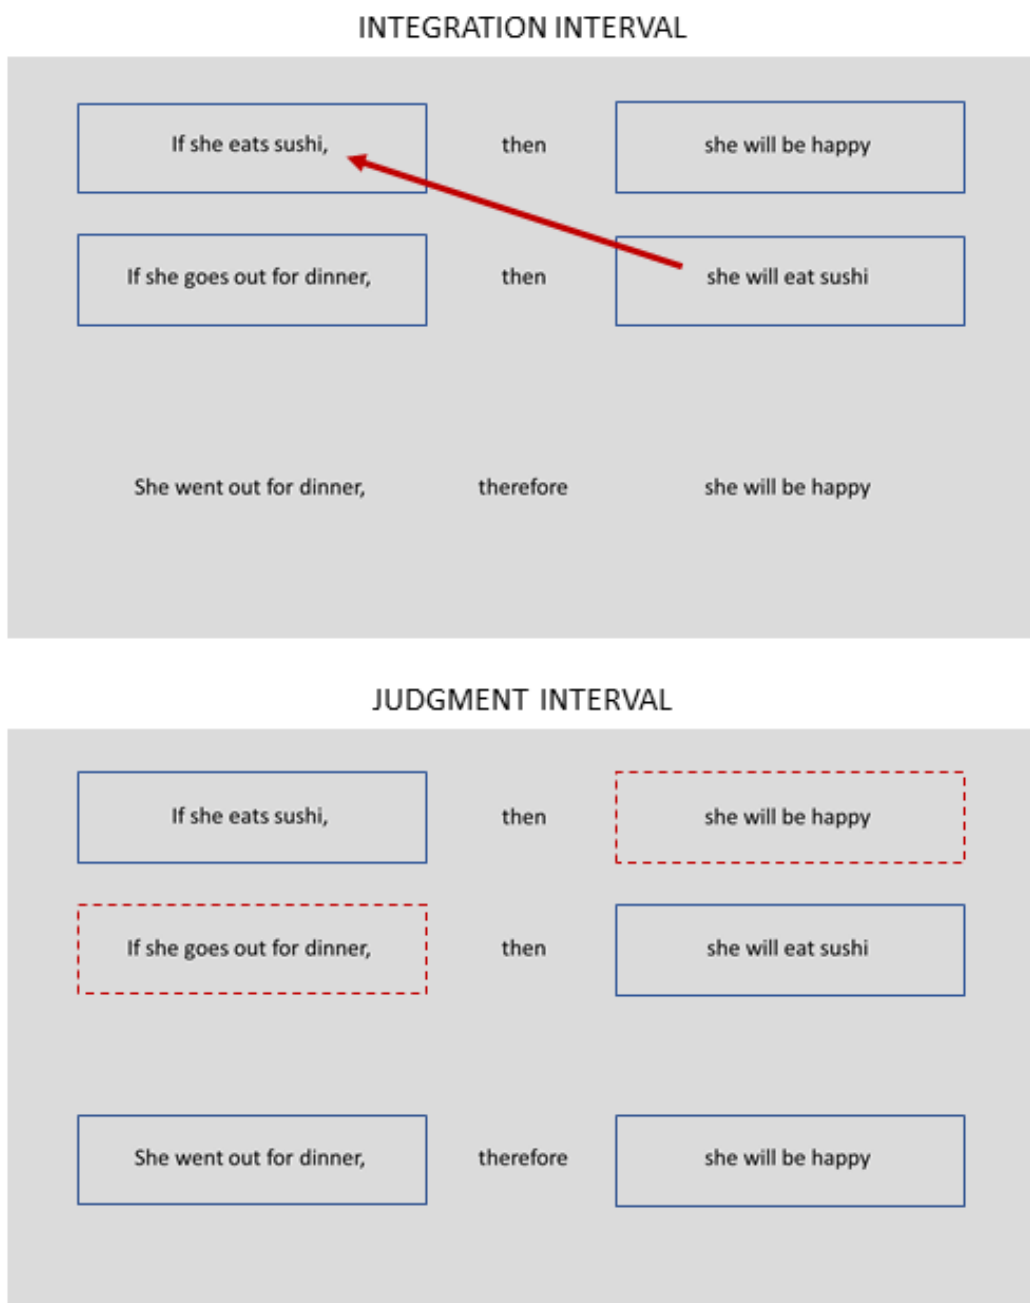 INTEGRATION INTERVAL
If she eats sushi, then she will be happy
If she goes out for dinner, then she will eat sushi
She went out for dinner, therefore she will be happy
JUDGMENT INTERVAL
If she eats sushi, then she will be happy
If she goes out for dinner, then she will eat sushi
She went out for dinner, therefore she will be happy